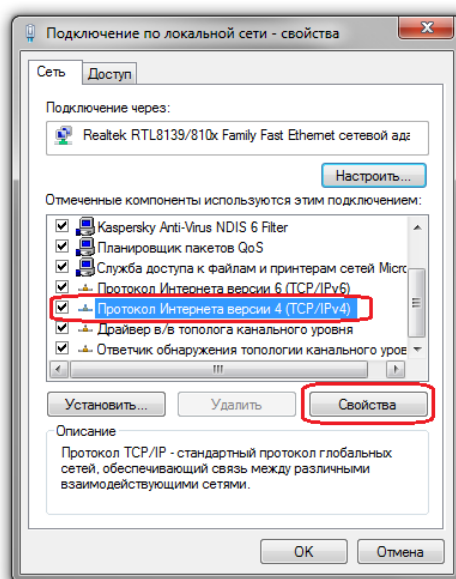 Подключение по локальной сети - свойства
Сеть
Доступ
Подключение через:
Realtek RTL8139/810x Family Fast Ethernet сетевой ада
Настроить...
Отмеченные компоненты используются этим подключением:
Kaspersky Anti-Virus NDIS 6 Filter
Планировщик пакетов QoS
Служба доступа к файлам и принтерам сетей Micro
Протокол Интернета версии 6 (TCP/IPv6)
Протокол Интернета версии 4 (TCP/IPv4)
Драйвер в/в тополога канального уровня
Ответчик обнаружения топологии канального уров
Установить...
Удалить
Свойства
Описание
Протокол TCP/IP - стандартный протокол глобальных
сетей, обеспечивающий связь между различными
взаимодействующими сетями.
OK
Отмена